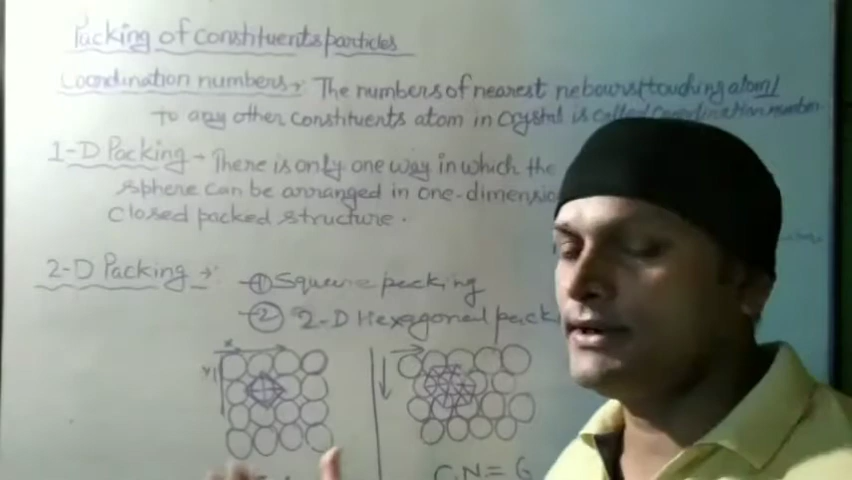 Packing of constituents particles
Coordination numbers:- The numbers of nearest nebours (touching atom)
to any other constituents atom in crystal is called coordination number
1-D Packing - There is only one way in which the
sphere can be arranged in one-dimensio
closed packed structure.
2-D Packing → ① Square packing
② 2-D Hexagonal pack
x
y
C.N = 6